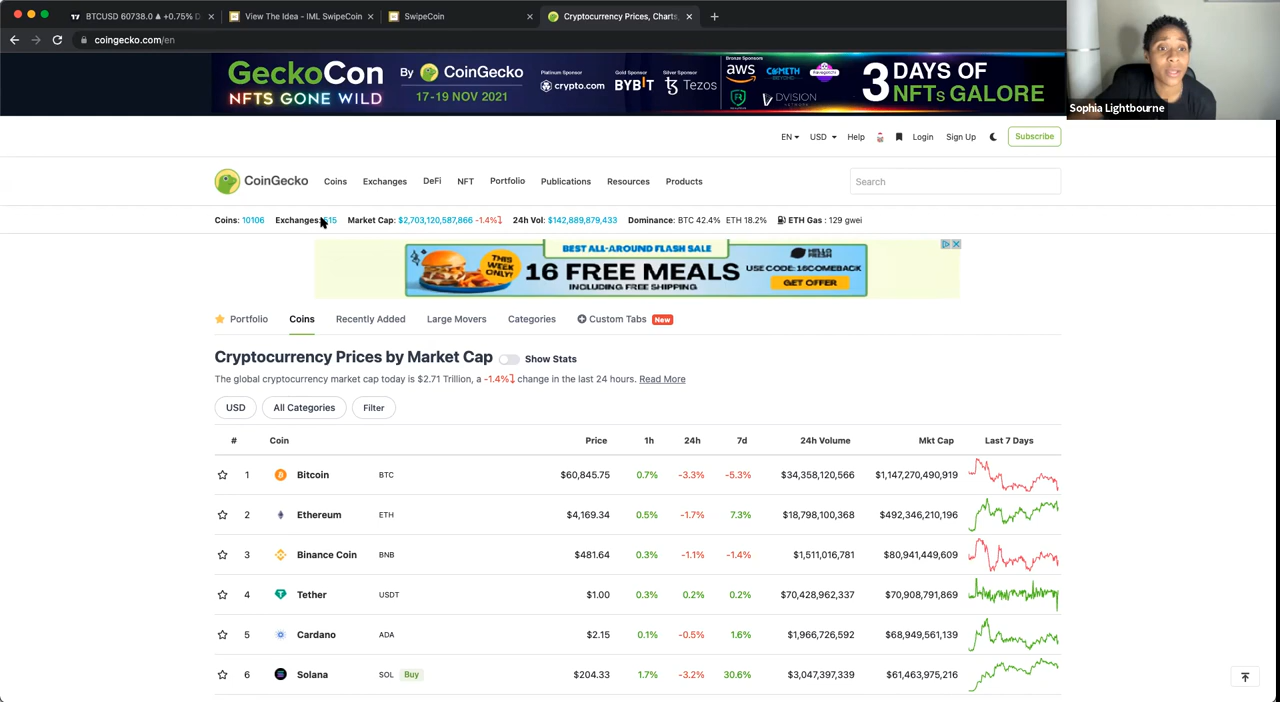 BTCUSD 60738.0 ▲ +0.75% D
View The Idea - IML SwipeCoin
SwipeCoin
Cryptocurrency Prices, Charts,
coingecko.com/en
GeckoCon By CoinGecko
NFTS GONE WILD 17-19 NOV 2021
Platinum Sponsor
crypto.com
Gold Sponsor
BYBIT
Silver Sponsor
Tezos
Bronze Sponsors
aws COMETH
DVISION
3 DAYS OF
NFTs GALORE
Sophia Lightbourne
EN USD Help Login Sign Up Subscribe
CoinGecko Coins Exchanges DeFi NFT Portfolio Publications Resources Products Search
Coins: 10106 Exchanges: Market Cap: $2,703,120,587,866 -1.4% 24h Vol: $142,889,879,433 Dominance: BTC 42.4% ETH 18.2% ETH Gas : 129 gwei
THIS WEEK ONLY!
BEST ALL-AROUND FLASH SALE
16 FREE MEALS
INCLUDING FREE SHIPPING
HELLO FRESH
USE CODE: 16COMEBACK
GET OFFER
Portfolio Coins Recently Added Large Movers Categories Custom Tabs New
Cryptocurrency Prices by Market Cap Show Stats
The global cryptocurrency market cap today is $2.71 Trillion, a -1.4% change in the last 24 hours. Read More
USD All Categories Filter
# Coin Price 1h 24h 7d 24h Volume Mkt Cap Last 7 Days
1 Bitcoin BTC $60,845.75 0.7% -3.3% -5.3% $34,358,120,566 $1,147,270,490,919
2 Ethereum ETH $4,169.34 0.5% -1.7% 7.3% $18,798,100,368 $492,346,210,196
3 Binance Coin BNB $481.64 0.3% -1.1% -1.4% $1,511,016,781 $80,941,449,609
4 Tether USDT $1.00 0.3% 0.2% 0.2% $70,428,962,337 $70,908,791,869
5 Cardano ADA $2.15 0.1% -0.5% 1.6% $1,966,726,592 $68,949,561,139
6 Solana SOL Buy $204.33 1.7% -3.2% 30.6% $3,047,397,339 $61,463,975,216